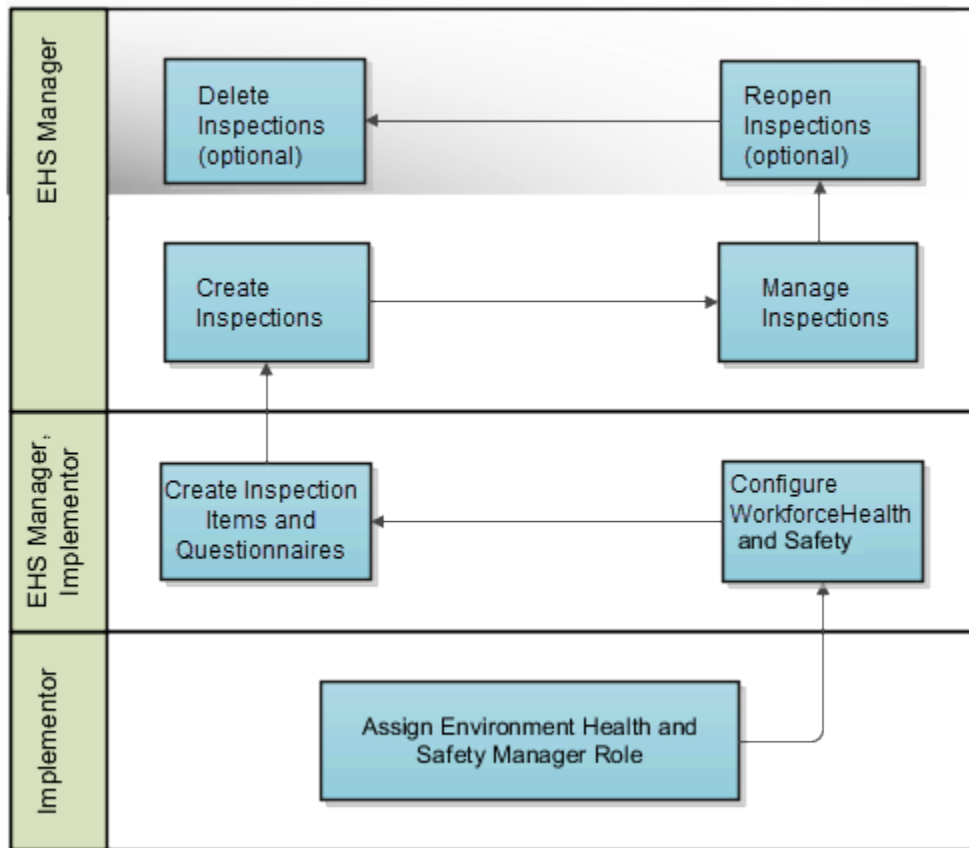 EHS Manager
Delete
Inspections
(optional)
Reopen
Inspections
(optional)
Create
Inspections
Manage
Inspections
EHS Manager,
Implementor
Create Inspection
Items and
Questionnaires
Configure
WorkforceHealth
and Safety
Implementor
Assign Environment Health and
Safety Manager Role